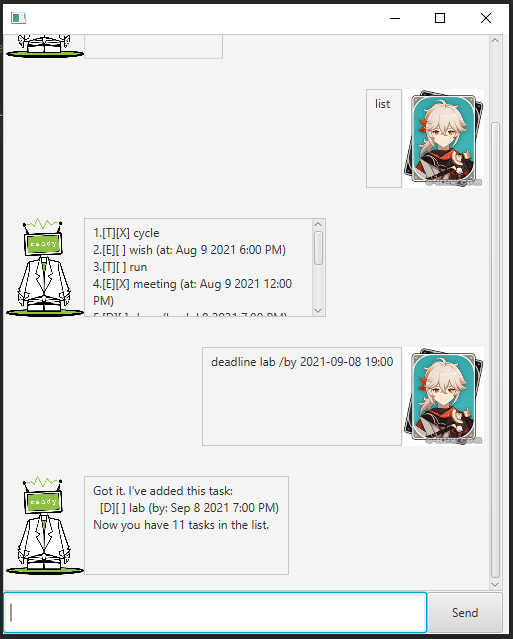 list
ready
1.[T][X] cycle
2.[E][ ] wish (at: Aug 9 2021 6:00 PM)
3.[T][ ] run
4.[E][X] meeting (at: Aug 9 2021 12:00
PM)
deadline lab /by 2021-09-08 19:00
ready
Got it. I've added this task:
[D][ ] lab (by: Sep 8 2021 7:00 PM)
Now you have 11 tasks in the list.
Send